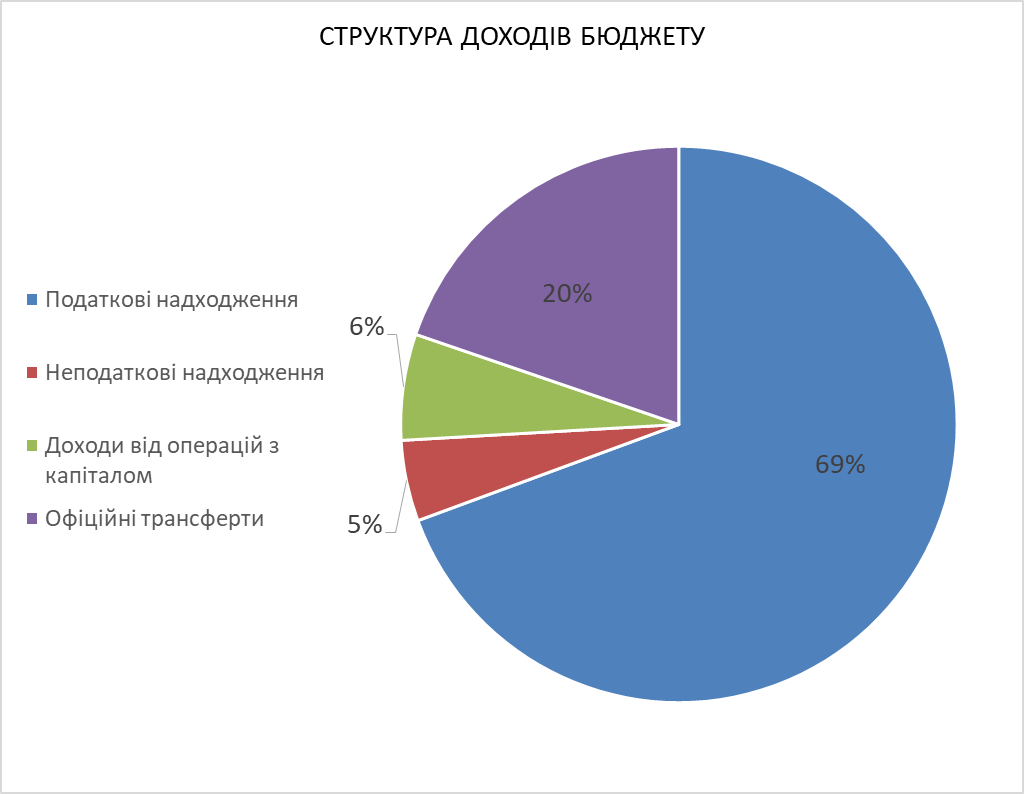 СТРУКТУРА ДОХОДІВ БЮДЖЕТУ
Податкові надходження
Неподаткові надходження
Доходи від операцій з
капіталом
Офіційні трансферти
20%
6%
69%
5%